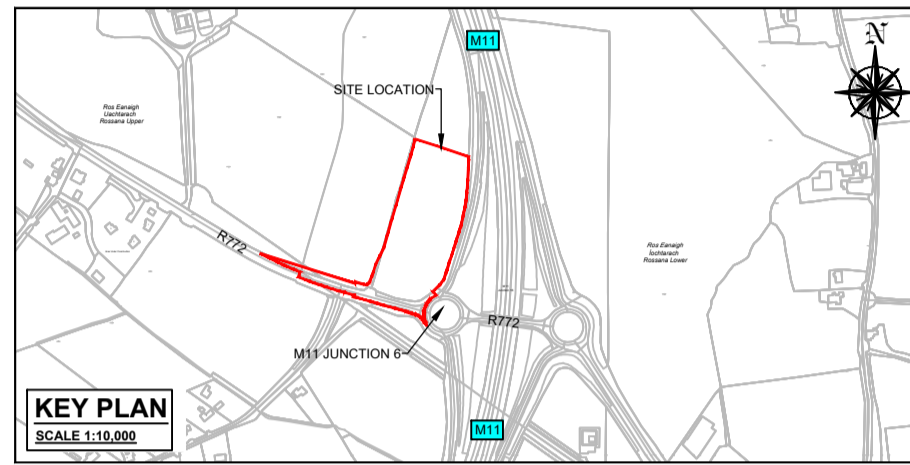 M11
N
SITE LOCATION
Ros Eanaigh
Uachtarach
Rossana Upper
R772
Ros Eanaigh
Iochtarach
Rossana Lower
R772
M11 JUNCTION 6
KEY PLAN
SCALE 1:10,000
M11